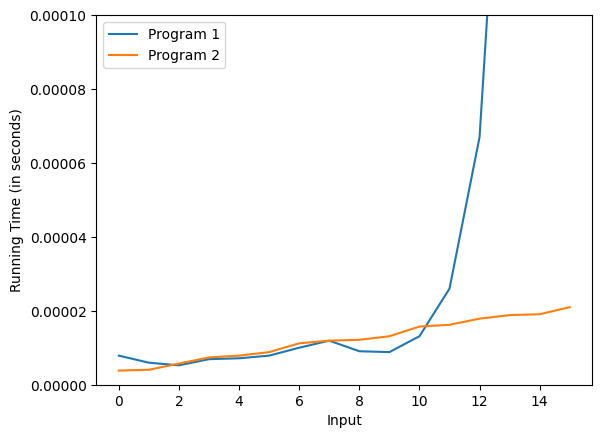 0.00010
0.00008
0.00006
0.00004
0.00002
0.00000
Running Time (in seconds)
Program 1
Program 2
0 2 4 6 8 10 12 14
Input